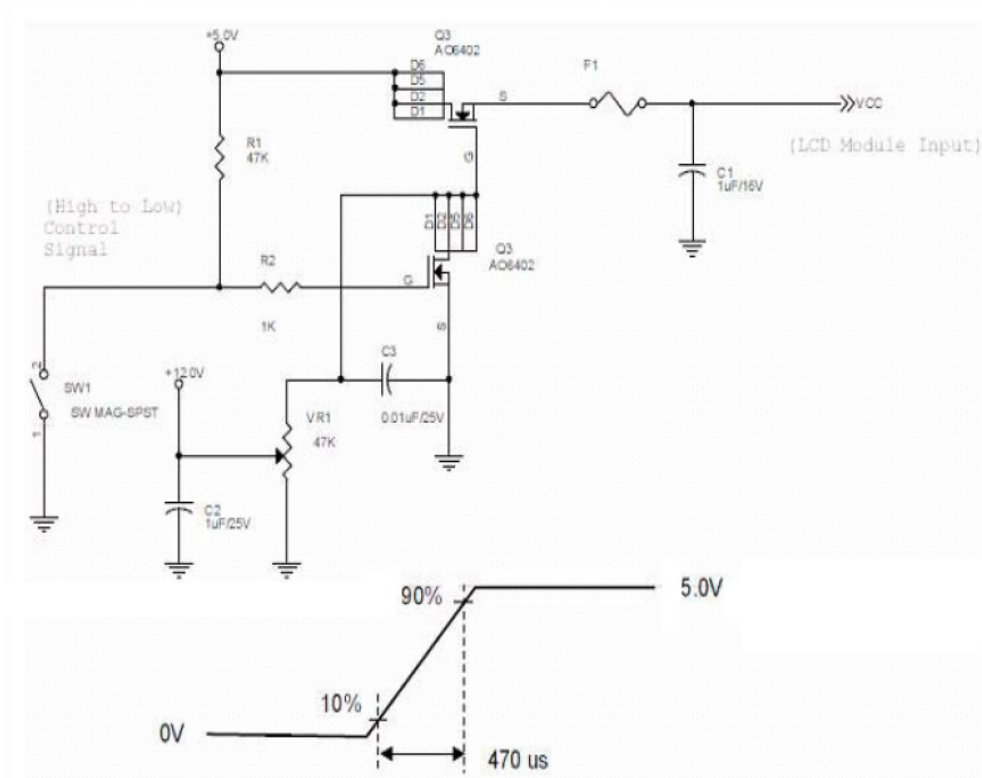 +5.0V
Q3
AO6402
D6
D5
D2
D1
S
F1
VCC
(LCD Module Input)
R1
47K
G
C1
1uF/16V
(High to Low)
Control
Signal
D1
D2
D5
D6
Q3
AO6402
R2
G
1K
S
C3
2
+12.0V
SW1
SW MAG-SPST
VR1
47K
0.01uF/25V
1
C2
1uF/25V
90%
5.0V
10%
0V
470 us